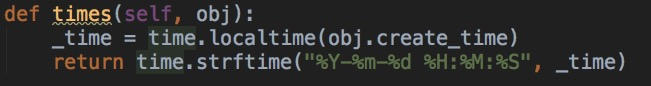 def times(self, obj):
    _time = time.localtime(obj.create_time)
    return time.strftime("%Y-%m-%d %H:%M:%S", _time)